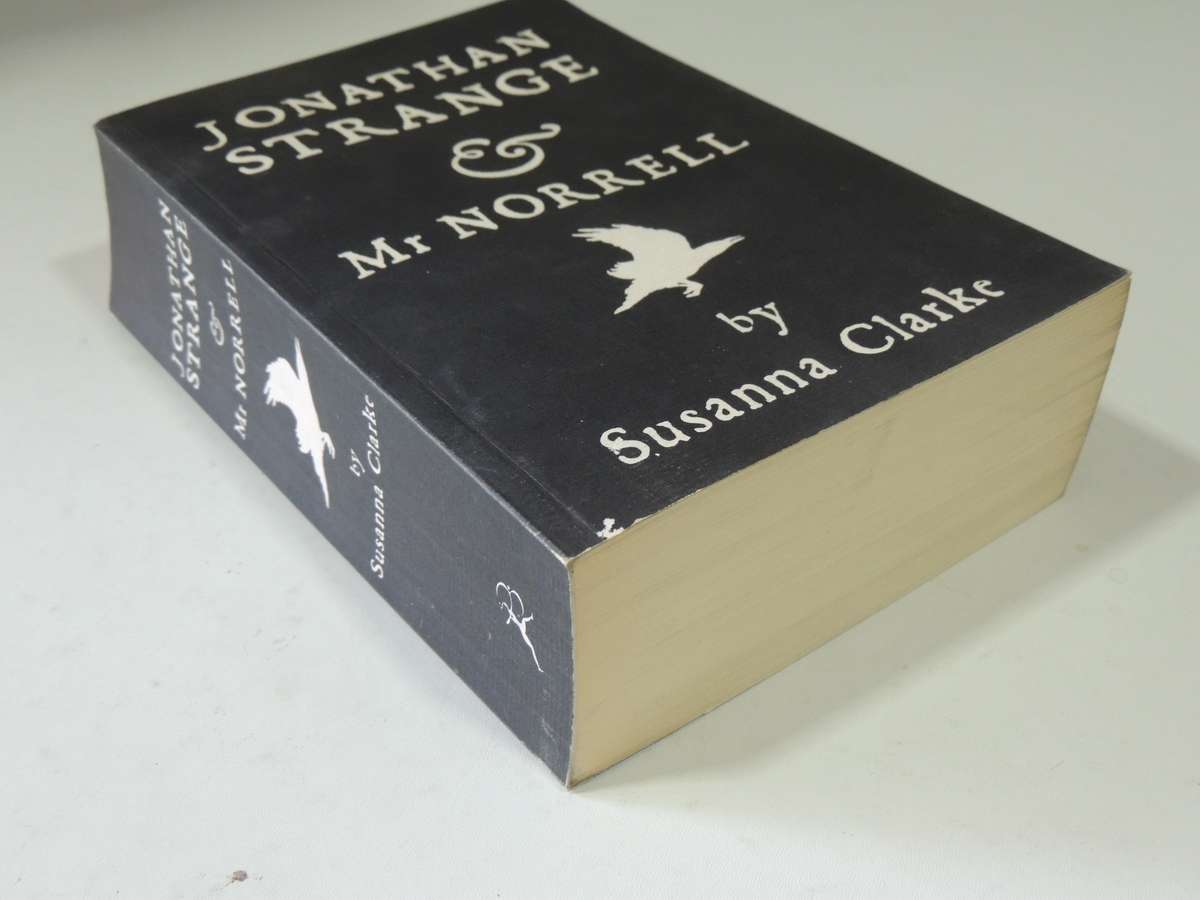 JONATHAN
STRANGE
&
Mr NORRELL
by
Susanna Clarke
JONATHAN
STRANGE
&
Mr NORRELL
by
Susanna Clarke